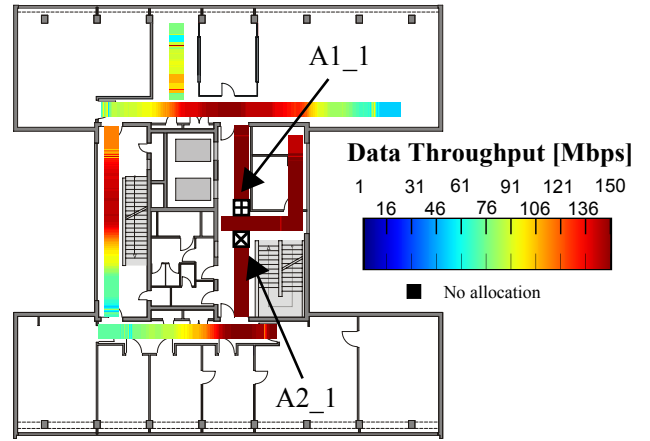 A1_1
Data Throughput [Mbps]
1 31 61 91 121 150
16 46 76 106 136
No allocation
A2_1